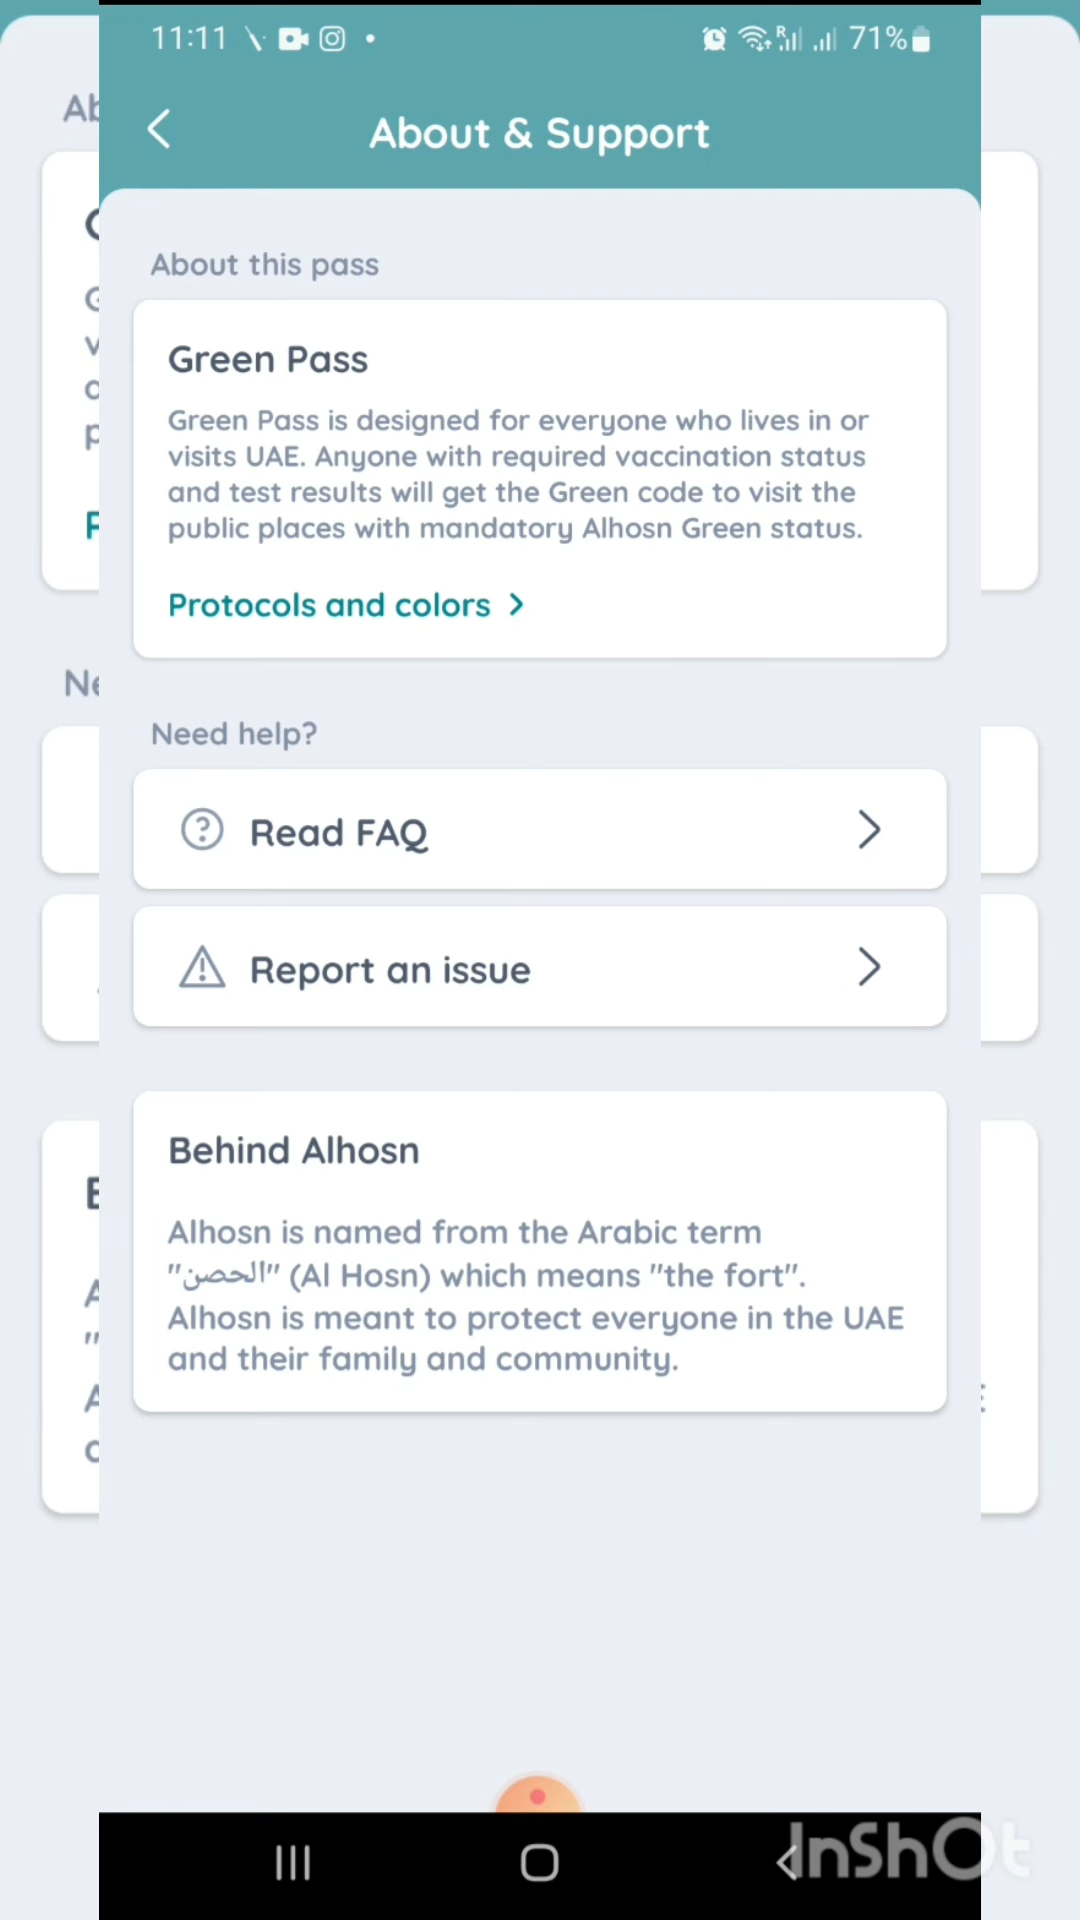 11:11
71%
About & Support
About this pass
Green Pass
Green Pass is designed for everyone who lives in or
visits UAE. Anyone with required vaccination status
and test results will get the Green code to visit the
public places with mandatory Alhosn Green status.
Protocols and colors >
Need help?
Read FAQ
Report an issue
Behind Alhosn
Alhosn is named from the Arabic term
"الحصن" (Al Hosn) which means "the fort".
Alhosn is meant to protect everyone in the UAE
and their family and community.
InShOt